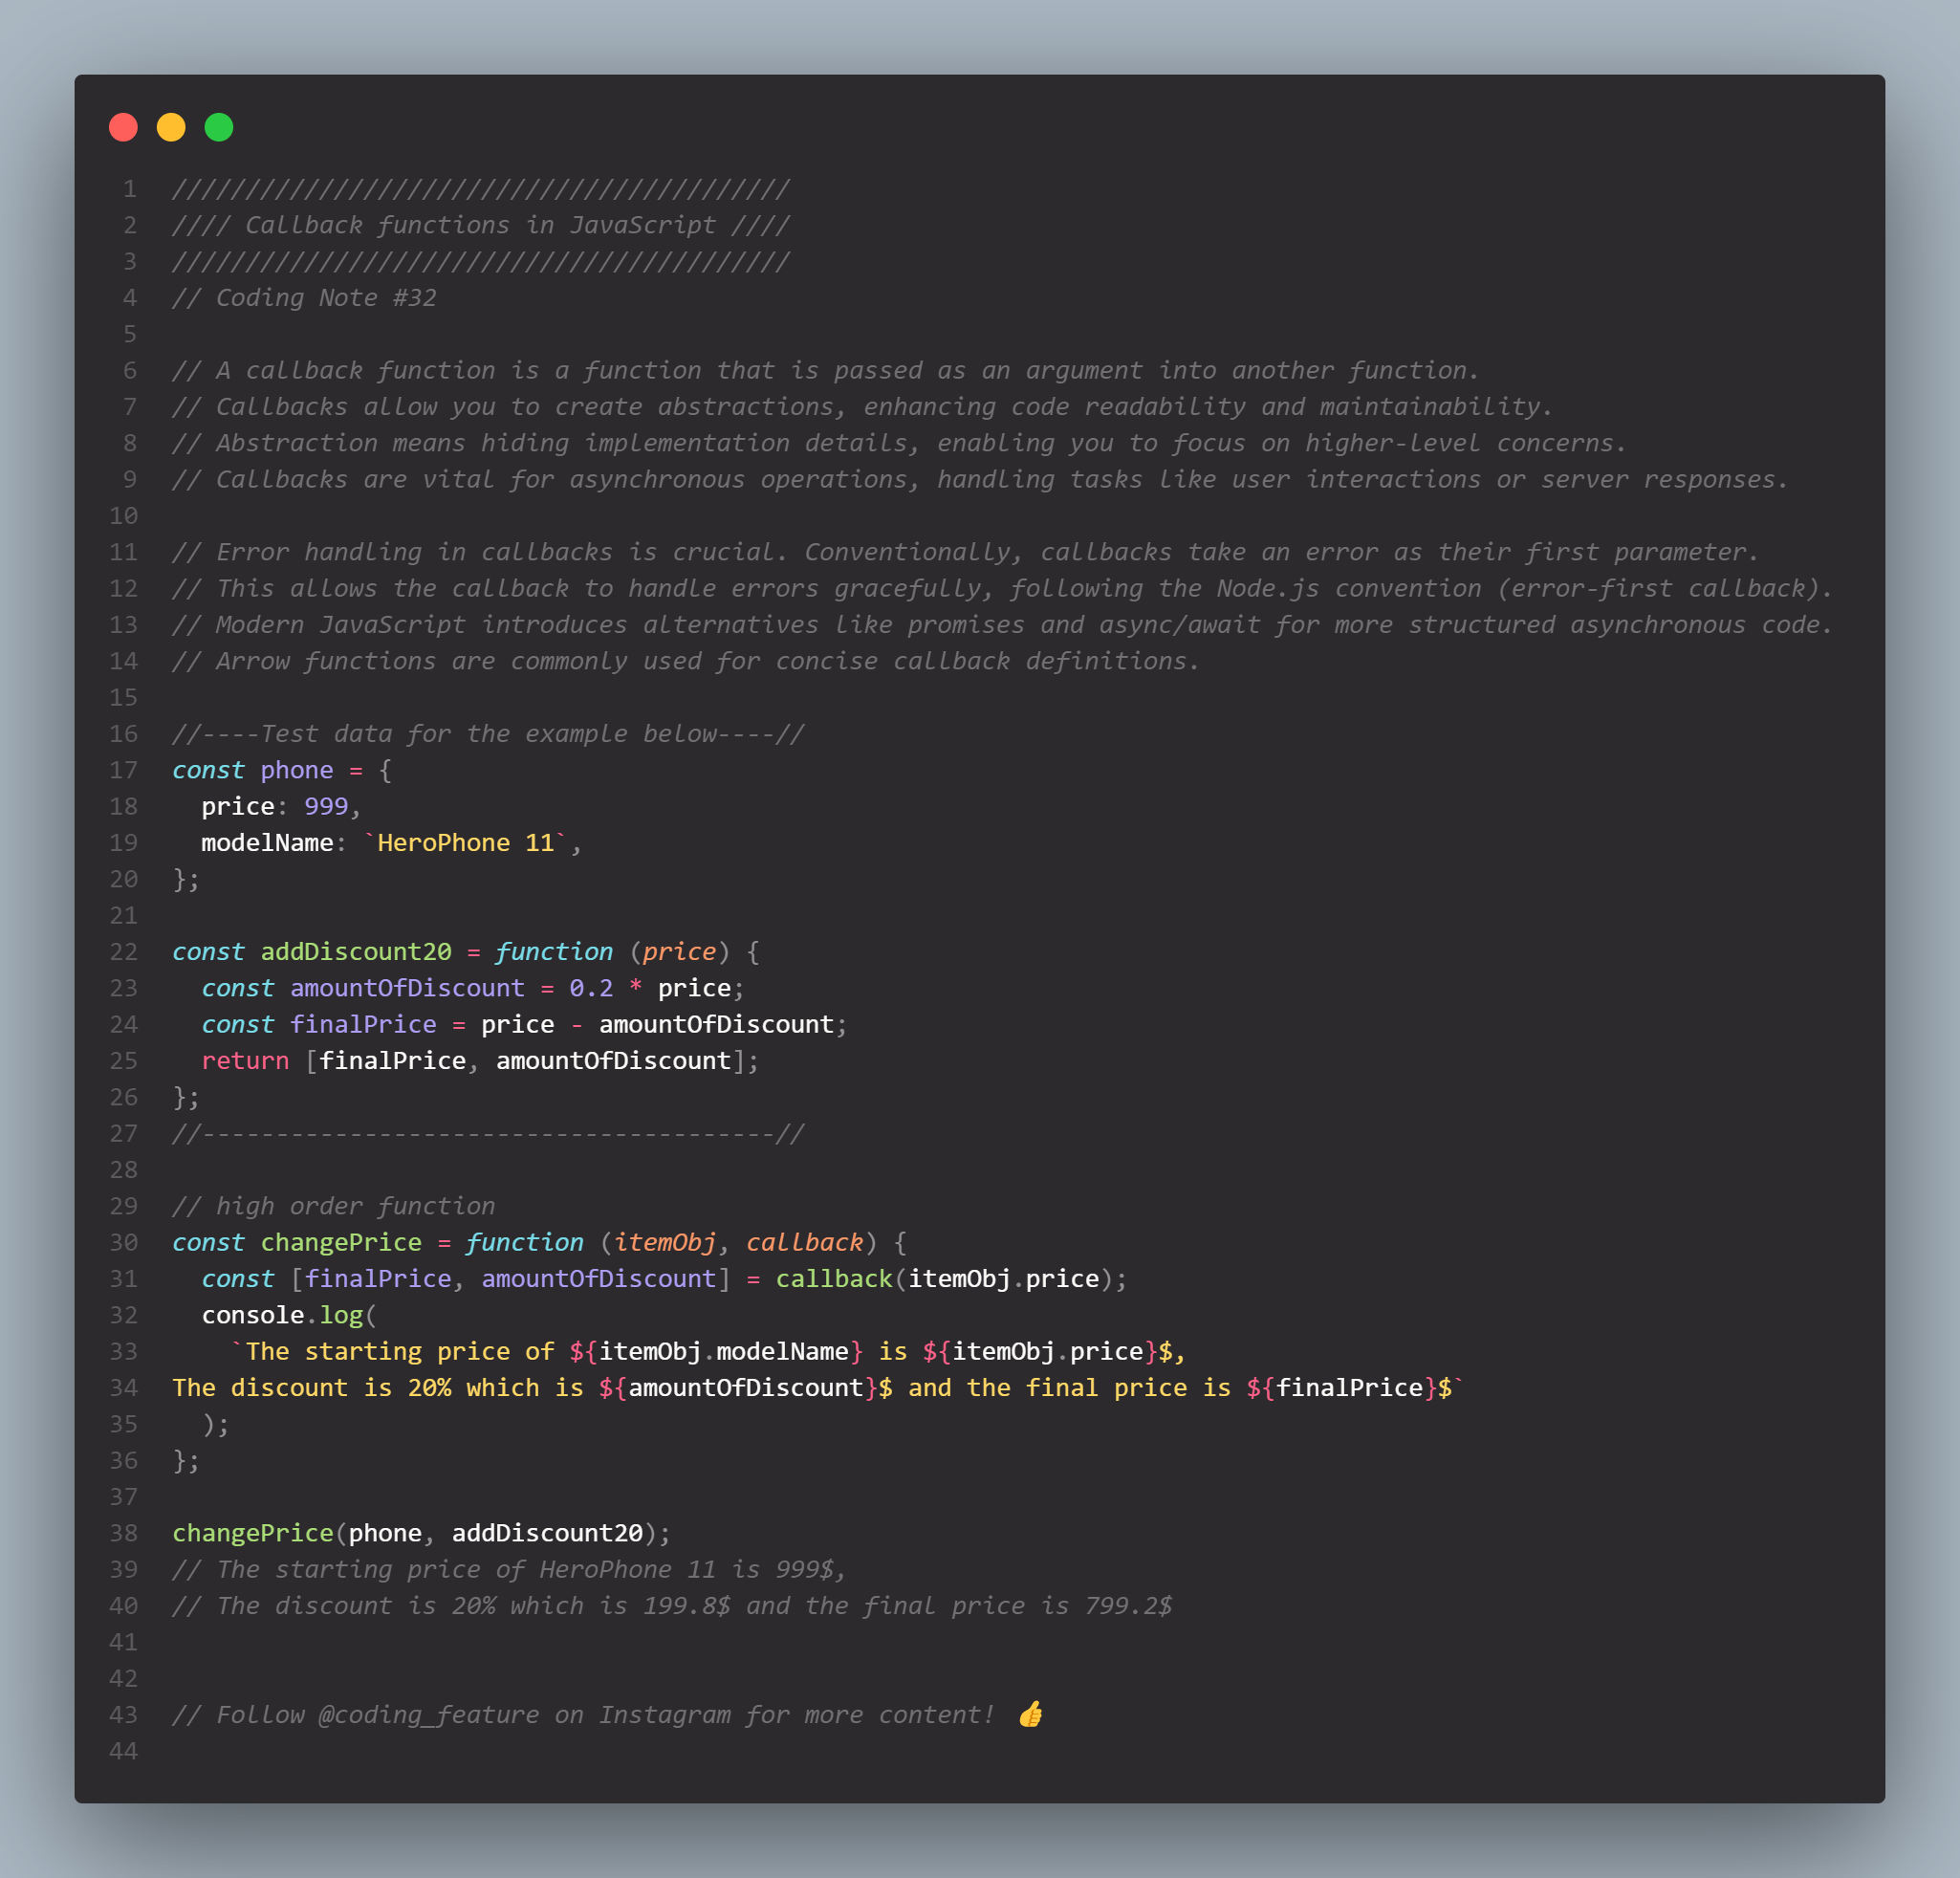 1 //////////////////////////////////////////
2 //// Callback functions in JavaScript ////
3 //////////////////////////////////////////
4 // Coding Note #32
5
6 // A callback function is a function that is passed as an argument into another function.
7 // Callbacks allow you to create abstractions, enhancing code readability and maintainability.
8 // Abstraction means hiding implementation details, enabling you to focus on higher-level concerns.
9 // Callbacks are vital for asynchronous operations, handling tasks like user interactions or server responses.
10
11 // Error handling in callbacks is crucial. Conventionally, callbacks take an error as their first parameter.
12 // This allows the callback to handle errors gracefully, following the Node.js convention (error-first callback).
13 // Modern JavaScript introduces alternatives like promises and async/await for more structured asynchronous code.
14 // Arrow functions are commonly used for concise callback definitions.
15
16 //----Test data for the example below----//
17 const phone = {
18   price: 999,
19   modelName: `HeroPhone 11`,
20 };
21
22 const addDiscount20 = function (price) {
23   const amountOfDiscount = 0.2 * price;
24   const finalPrice = price - amountOfDiscount;
25   return [finalPrice, amountOfDiscount];
26 };
27 //---------------------------------------//
28
29 // high order function
30 const changePrice = function (itemObj, callback) {
31   const [finalPrice, amountOfDiscount] = callback(itemObj.price);
32   console.log(
33     `The starting price of ${itemObj.modelName} is ${itemObj.price}$,
34 The discount is 20% which is ${amountOfDiscount}$ and the final price is ${finalPrice}$`
35   );
36 };
37
38 changePrice(phone, addDiscount20);
39 // The starting price of HeroPhone 11 is 999$,
40 // The discount is 20% which is 199.8$ and the final price is 799.2$
41
42
43 // Follow @coding_feature on Instagram for more content! 👍
44